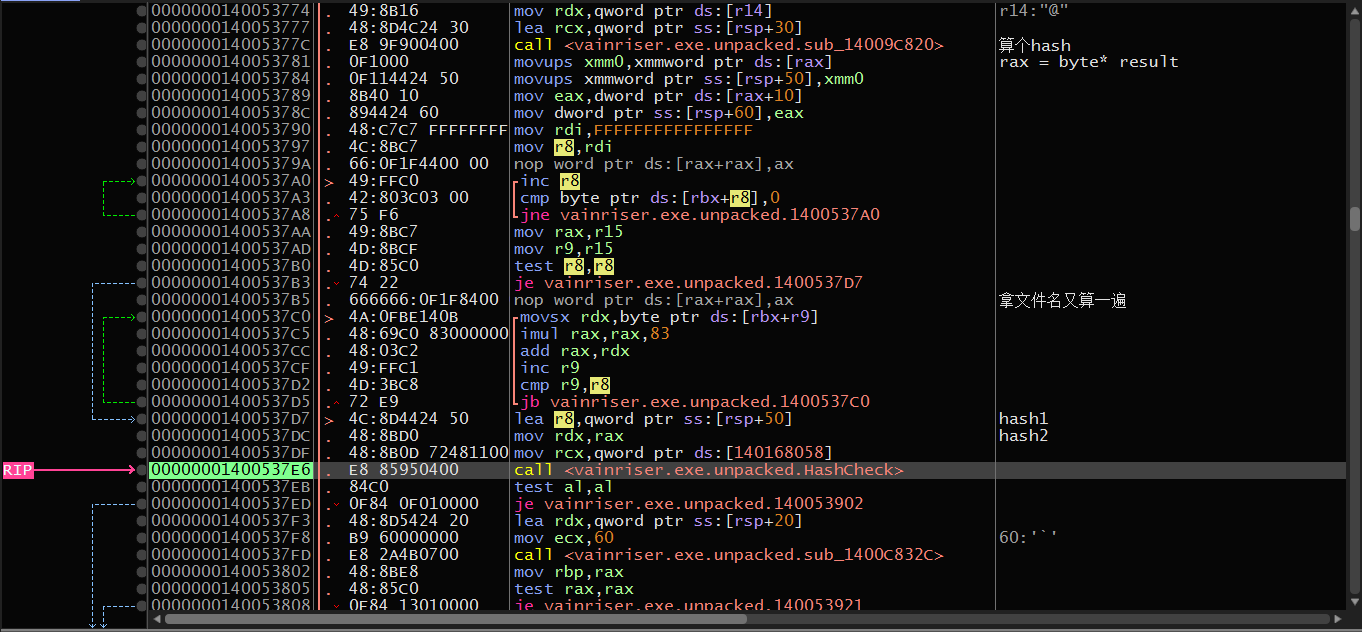 0000000140053774 . 49:8B16 mov rdx,qword ptr ds:[r14] r14:"@"
0000000140053777 . 48:8D4C24 30 lea rcx,qword ptr ss:[rsp+30]
000000014005377C . E8 9F900400 call <vainriser.exe.unpacked.sub_14009C820> 算个hash
0000000140053781 . 0F1000 movups xmm0,xmmword ptr ds:[rax] rax = byte* result
0000000140053784 . 0F114424 50 movups xmmword ptr ss:[rsp+50],xmm0
0000000140053789 . 8B40 10 mov eax,dword ptr ds:[rax+10]
000000014005378C . 894424 60 mov dword ptr ss:[rsp+60],eax
0000000140053790 . 48:C7C7 FFFFFFFF mov rdi,FFFFFFFFFFFFFFFF
0000000140053797 . 4C:8BC7 mov r8,rdi
000000014005379A . 66:0F1F4400 00 nop word ptr ds:[rax+rax],ax
00000001400537A0 > 49:FFC0 inc r8
00000001400537A3 . 42:803C03 00 cmp byte ptr ds:[rbx+r8],0
00000001400537A8 . 75 F6 jne vainriser.exe.unpacked.1400537A0
00000001400537AA . 49:8BC7 mov rax,r15
00000001400537AD . 4D:8BCF mov r9,r15
00000001400537B0 . 4D:85C0 test r8,r8
00000001400537B3 . 74 22 je vainriser.exe.unpacked.1400537D7
00000001400537B5 . 666666:0F1F8400 nop word ptr ds:[rax+rax],ax 拿文件名又算一遍
00000001400537C0 > 4A:0FBE140B movsx rdx,byte ptr ds:[rbx+r9]
00000001400537C5 . 48:69C0 83000000 imul rax,rax,83
00000001400537CC . 48:03C2 add rax,rdx
00000001400537CF . 49:FFC1 inc r9
00000001400537D2 . 4D:3BC8 cmp r9,r8
00000001400537D5 . 72 E9 jb vainriser.exe.unpacked.1400537C0
00000001400537D7 > 4C:8D4424 50 lea r8,qword ptr ss:[rsp+50] hash1
00000001400537DC . 48:8BD0 mov rdx,rax hash2
00000001400537DF . 48:8B0D 72481100 mov rcx,qword ptr ds:[140168058]
RIP 00000001400537E6 . E8 85950400 call <vainriser.exe.unpacked.HashCheck>
00000001400537EB . 84C0 test al,al
00000001400537ED . 0F84 0F010000 je vainriser.exe.unpacked.140053902
00000001400537F3 . 48:8D5424 20 lea rdx,qword ptr ss:[rsp+20]
00000001400537F8 . B9 60000000 mov ecx,60 60:'`'
00000001400537FD . E8 2A4B0700 call <vainriser.exe.unpacked.sub_1400C832C>
0000000140053802 . 48:8BE8 mov rbp,rax
0000000140053805 . 48:85C0 test rax,rax
0000000140053808 . 0F84 13010000 je vainriser.exe.unpacked.140053921